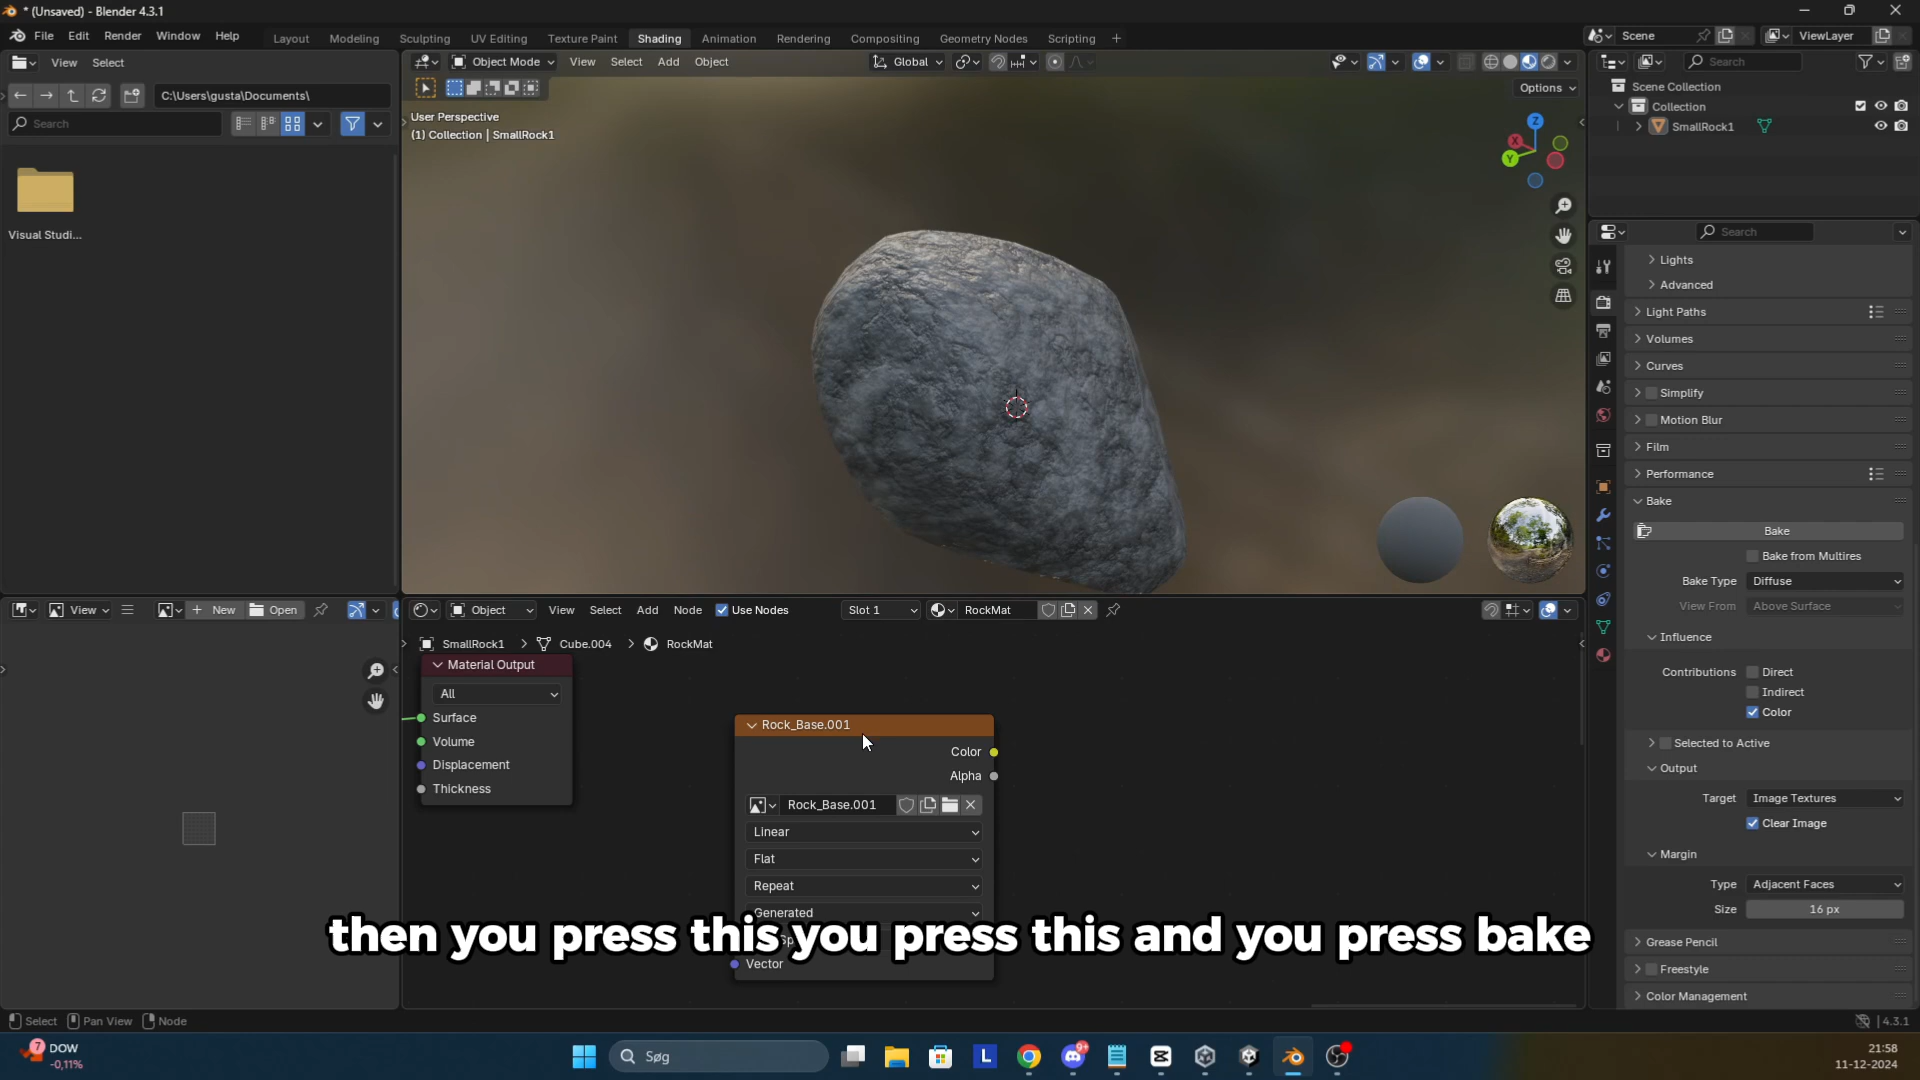 * (Unsaved) - Blender 4.3.1
File Edit Render Window Help Layout Modeling Sculpting UV Editing Texture Paint Shading Animation Rendering Compositing Geometry Nodes Scripting + Scene ViewLayer
View Select
Object Mode View Select Add Object Global
Search
C:\Users\gusta\Documents\
Options
Search
User Perspective
(1) Collection | SmallRock1
Scene Collection
Collection
SmallRock1
Z
X
Y
Visual Studi...
Search
Lights
Advanced
Light Paths
Volumes
Curves
Simplify
Motion Blur
Film
Performance
Bake
Bake
Bake from Multires
Bake Type Diffuse
View From Above Surface
Influence
Contributions Direct
Indirect
Color
Selected to Active
Output
Target Image Textures
Clear Image
Margin
Type Adjacent Faces
Size 16 px
Grease Pencil
Freestyle
Color Management
View + New Open
Object View Select Add Node Use Nodes Slot 1 RockMat
SmallRock1 > Cube.004 > RockMat
Material Output
All
Surface
Volume
Displacement
Thickness
Rock_Base.001
Color
Alpha
Rock_Base.001
Linear
Flat
Repeat
Generated
Vector
then you press this you press this and you press bake
Select Pan View Node
4.3.1
7
DOW
-0,11%
Søg
L
9+
21:58
11-12-2024